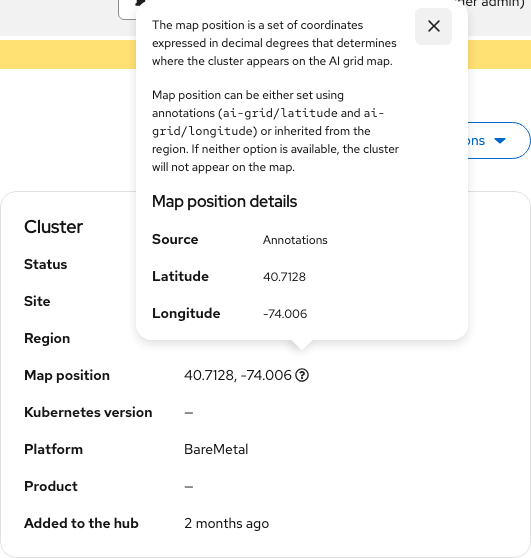 ger admin)
The map position is a set of coordinates
expressed in decimal degrees that determines
where the cluster appears on the AI grid map.
Map position can be either set using
annotations (ai-grid/latitude and ai-
grid/longitude) or inherited from the
region. If neither option is available, the cluster
will not appear on the map.
ons
Map position details
Source Annotations
Latitude 40.7128
Longitude -74.006
Cluster
Status
Site
Region
Map position 40.7128, -74.006
Kubernetes version –
Platform BareMetal
Product –
Added to the hub 2 months ago